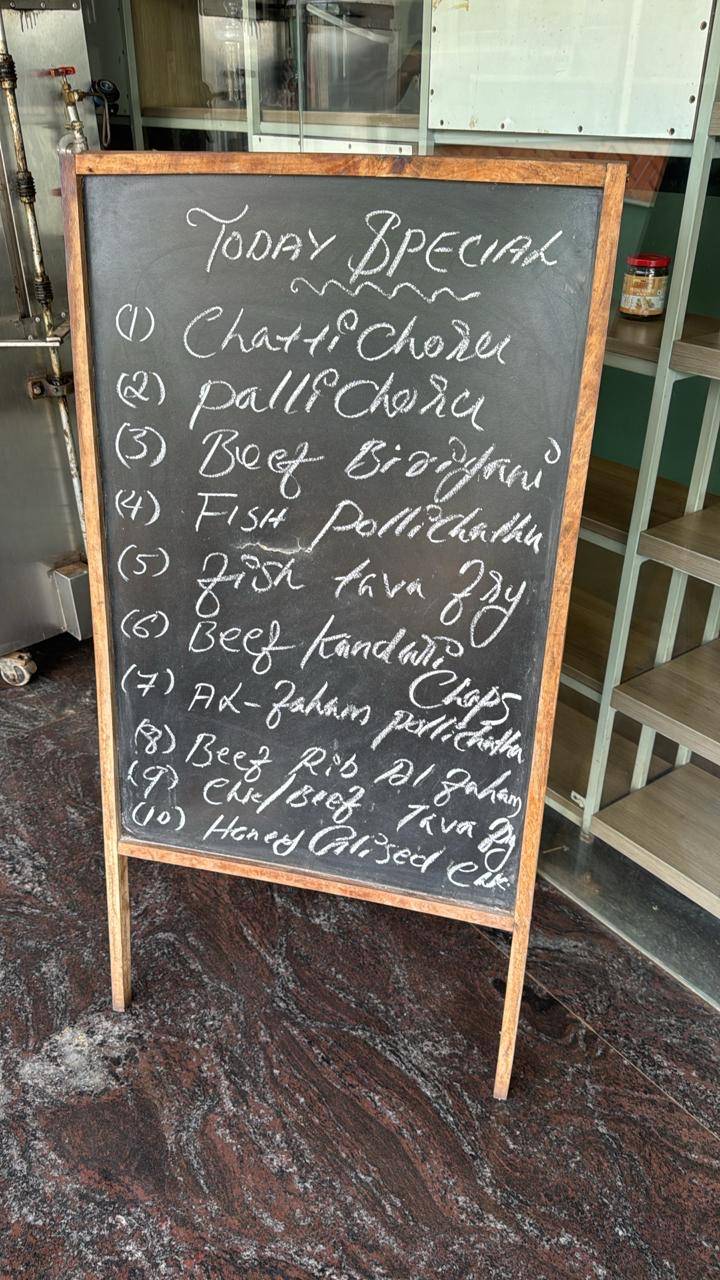 TODAY SPECIAL
(1) Chatti Choru
(2) Palli Choru
(3) Beef Biriyani
(4) FISH Pollichathu
(5) fish tava fry
(6) Beef Kandari
Chaps
(7) AL-faham pollichathu
(8) Beef Rib Al faham
(9) Chic/Beef Tava fry
(10) Honey Glised Chic